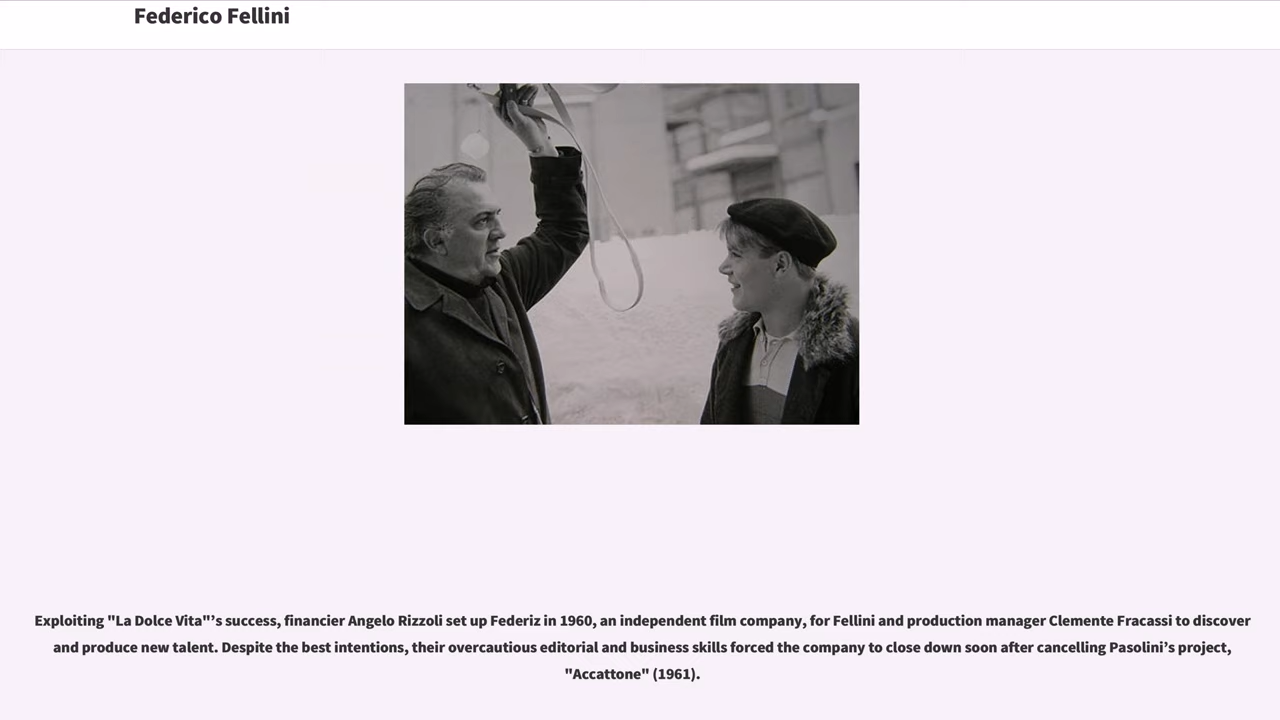 Federico Fellini
Exploiting "La Dolce Vita"’s success, financier Angelo Rizzoli set up Federiz in 1960, an independent film company, for Fellini and production manager Clemente Fracassi to discover
and produce new talent. Despite the best intentions, their overcautious editorial and business skills forced the company to close down soon after cancelling Pasolini’s project,
"Accattone" (1961).